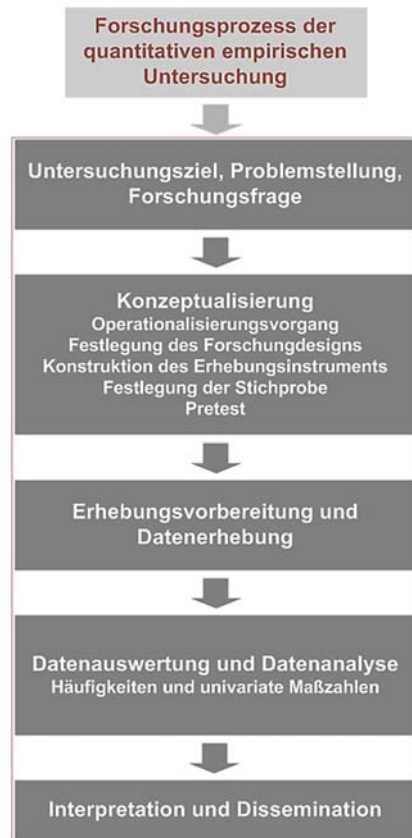 Forschungsprozess der
quantitativen empirischen
Untersuchung
Untersuchungsziel, Problemstellung,
Forschungsfrage
Konzeptualisierung
Operationalisierungsvorgang
Festlegung des Forschungdesigns
Konstruktion des Erhebungsinstruments
Festlegung der Stichprobe
Pretest
Erhebungsvorbereitung und
Datenerhebung
Datenauswertung und Datenanalyse
Häufigkeiten und univariate Maßzahlen
Interpretation und Dissemination